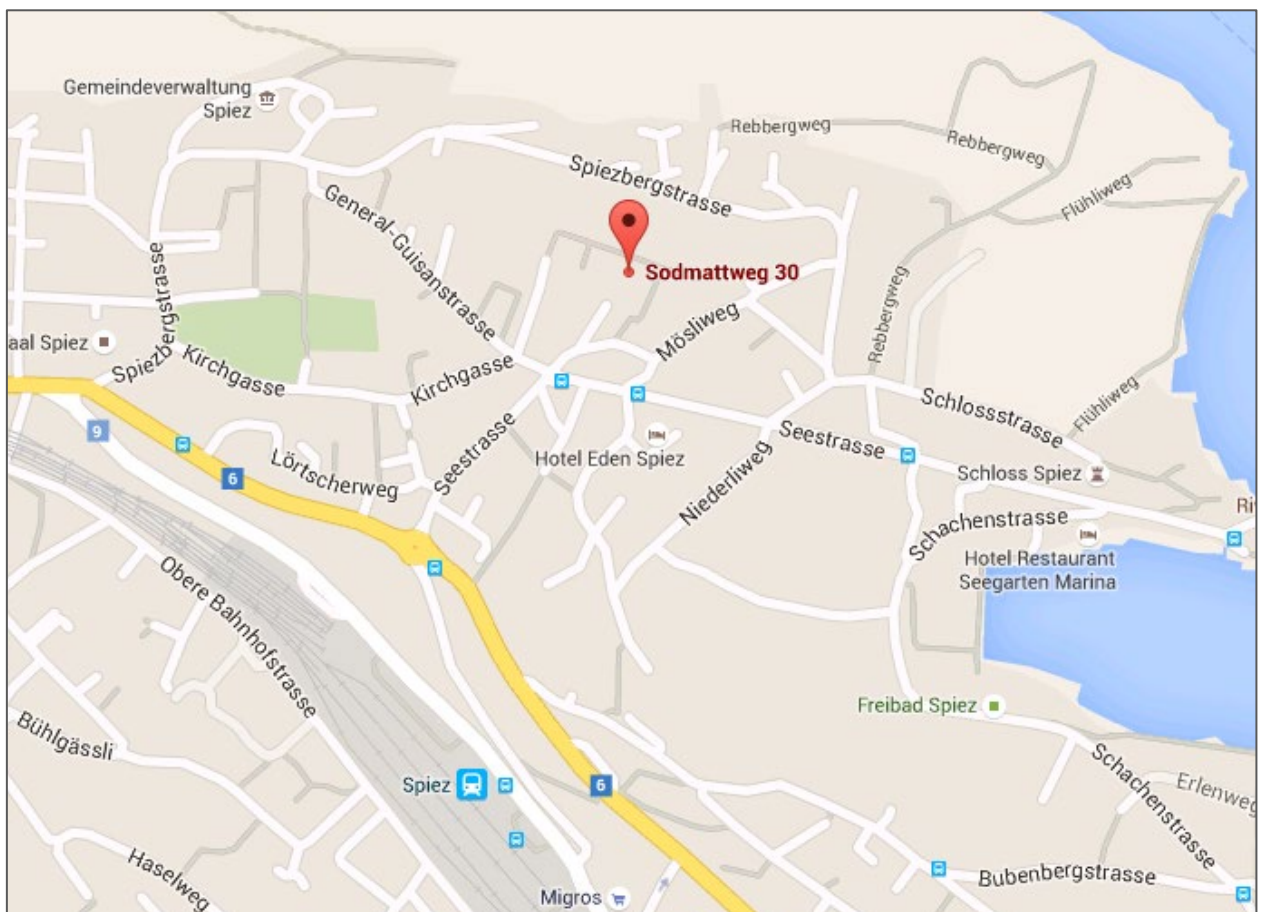 Gemeindeverwaltung
Spiez
Rebbergweg
Rebbergweg
Spiezbergstrasse
Flühliweg
General-Guisanstrasse
Sodmattweg 30
Spiezbergstrasse
Rebbergweg
Mösliweg
aal Spiez
Spiezbergstrasse
Kirchgasse
Kirchgasse
Schlossstrasse
Flühliweg
9
Seestrasse
Seestrasse
Hotel Eden Spiez
Niederliweg
6
Lörtscherweg
Schloss Spiez
Ri
Schachenstrasse
Hotel Restaurant
Seegarten Marina
Obere Bahnhofstrasse
Freibad Spiez
Bühlgässli
Spiez
6
Schachenstrasse
Erlenweg
Haselweg
Bubenbergstrasse
Migros